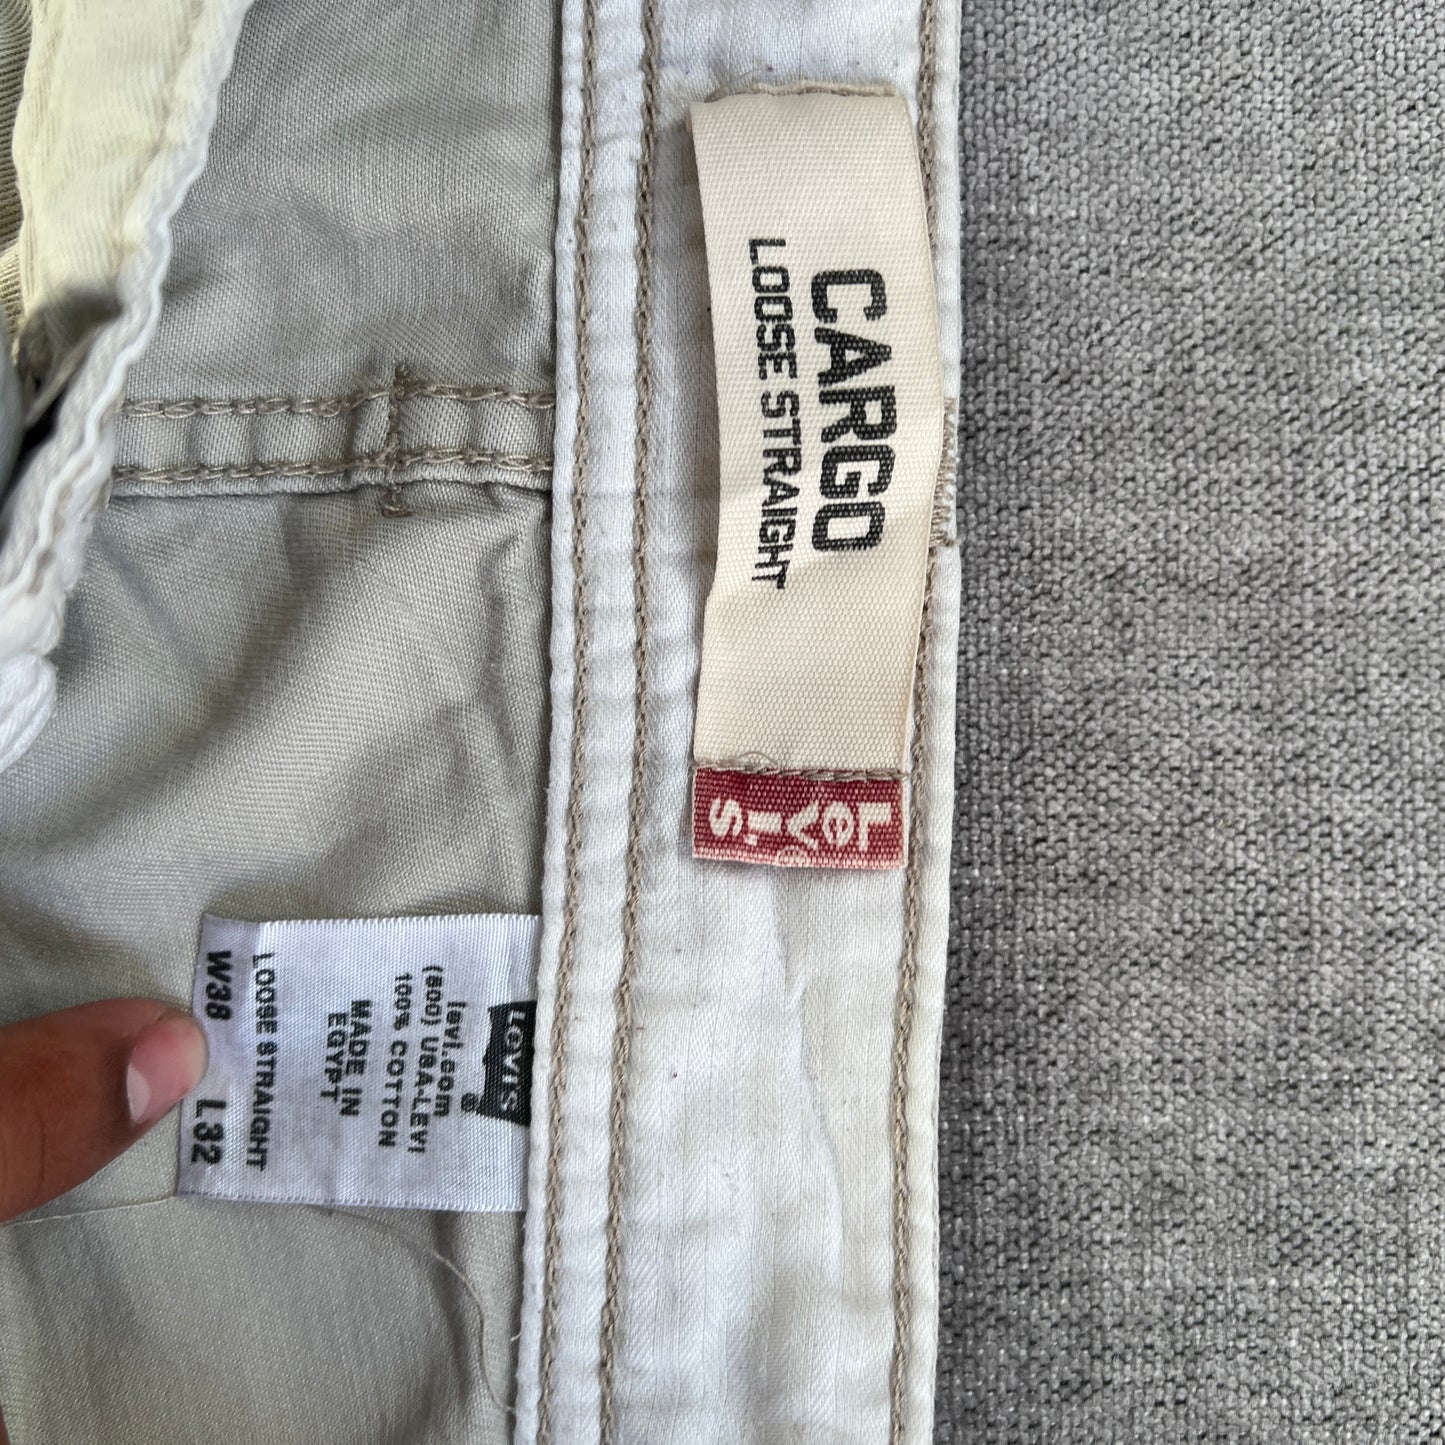 CARGO
LOOSE STRAIGHT
Levi's
®
Levi's
levi.com
(800) USA-LEVI
100% COTTON
MADE IN
EGYPT
LOOSE STRAIGHT
W38 L32